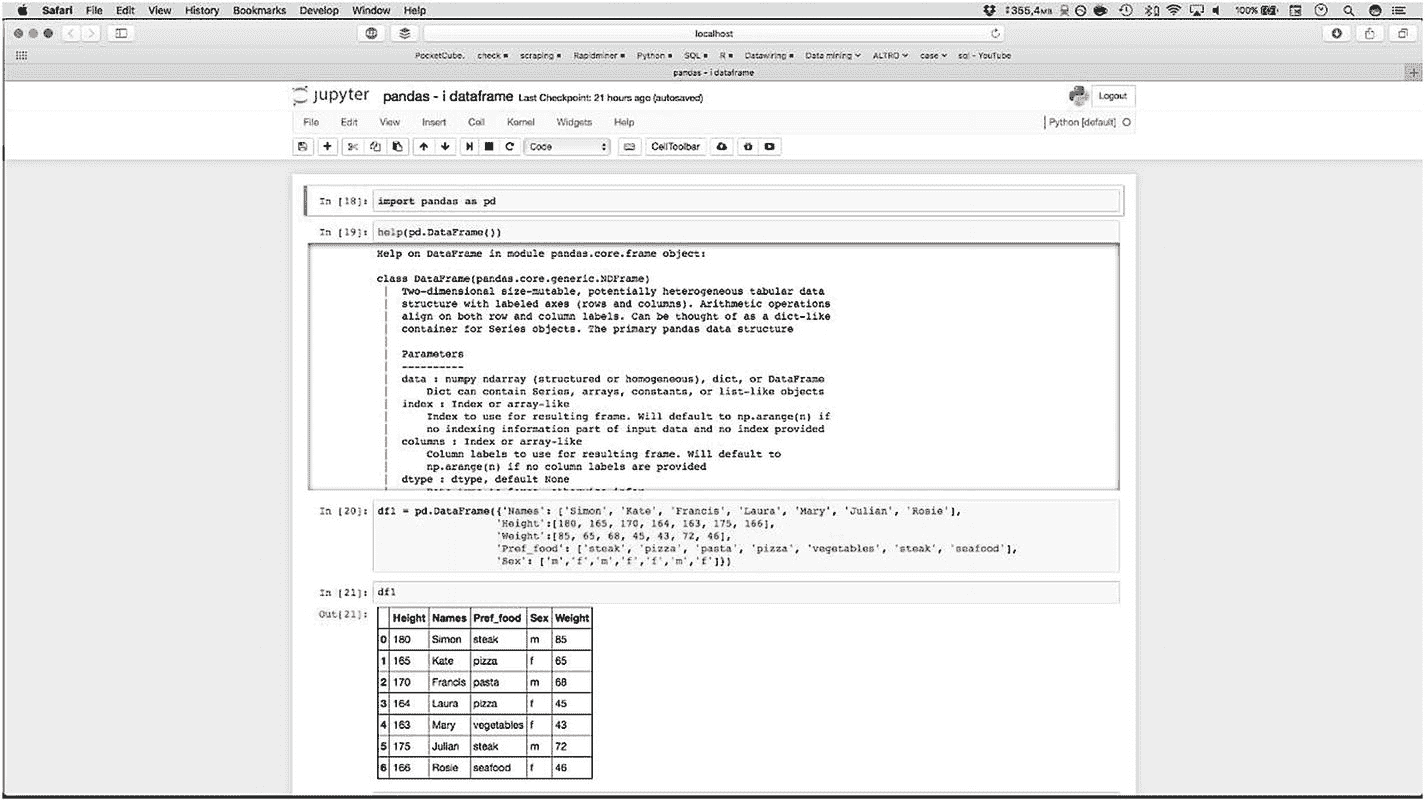 Safari File Edit View History Bookmarks Develop Window Help 355,4MB 100%
localhost
PocketCube. check scraping Rapidminer Python SQL R Datawiring Data mining ALTRO case sql - YouTube
pandas - i dataframe
jupyter pandas - i dataframe Last Checkpoint: 21 hours ago (autosaved) Logout
File Edit View Insert Cell Kernel Widgets Help Python [default]
Code CellToolbar
In [18]: import pandas as pd
In [19]: help(pd.DataFrame())
Help on DataFrame in module pandas.core.frame object:
class DataFrame(pandas.core.generic.NDFrame)
| Two-dimensional size-mutable, potentially heterogeneous tabular data
| structure with labeled axes (rows and columns). Arithmetic operations
| align on both row and column labels. Can be thought of as a dict-like
| container for Series objects. The primary pandas data structure
|
| Parameters
| ----------
| data : numpy ndarray (structured or homogeneous), dict, or DataFrame
| Dict can contain Series, arrays, constants, or list-like objects
| index : Index or array-like
| Index to use for resulting frame. Will default to np.arange(n) if
| no indexing information part of input data and no index provided
| columns : Index or array-like
| Column labels to use for resulting frame. Will default to
| np.arange(n) if no column labels are provided
| dtype : dtype, default None
In [20]: df1 = pd.DataFrame({'Names': ['Simon', 'Kate', 'Francis', 'Laura', 'Mary', 'Julian', 'Rosie'],
'Height':[180, 165, 170, 164, 163, 175, 166],
'Weight':[85, 65, 68, 45, 43, 72, 46],
'Pref_food': ['steak', 'pizza', 'pasta', 'pizza', 'vegetables', 'steak', 'seafood'],
'Sex': ['m','f','m','f','f','m','f']})
In [21]: df1
Out[21]:
Height Names Pref_food Sex Weight
0 180 Simon steak m 85
1 165 Kate pizza f 65
2 170 Francis pasta m 68
3 164 Laura pizza f 45
4 163 Mary vegetables f 43
5 175 Julian steak m 72
6 166 Rosie seafood f 46